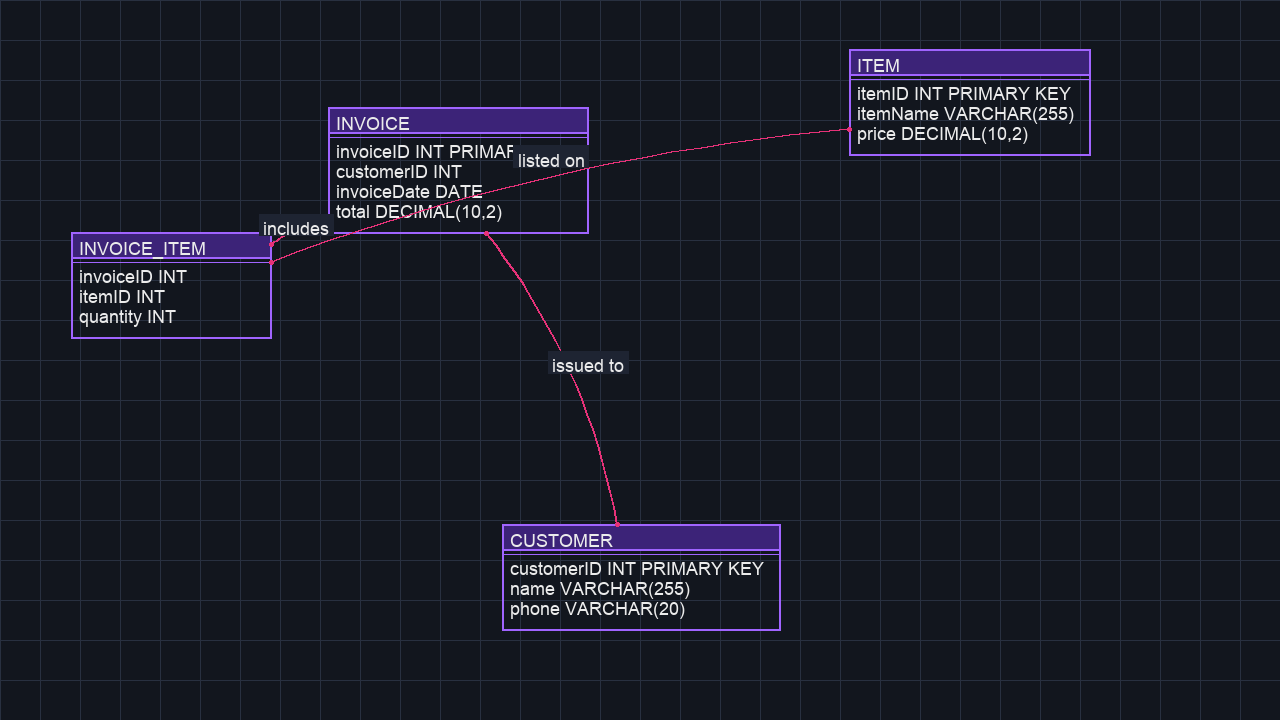 ITEM
itemID INT PRIMARY KEY
itemName VARCHAR(255)
price DECIMAL(10,2)
INVOICE
invoiceID INT
customerID INT
invoiceDate DATE
total DECIMAL(10,2)
listed on
includes
INVOICE_ITEM
invoiceID INT
itemID INT
quantity INT
issued to
CUSTOMER
customerID INT PRIMARY KEY
name VARCHAR(255)
phone VARCHAR(20)